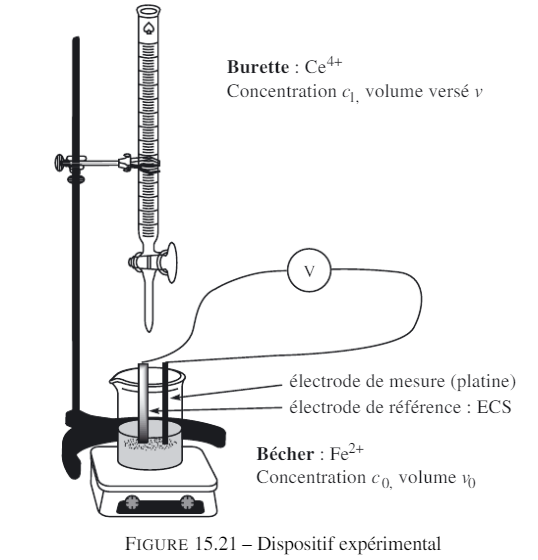 Burette : Ce⁴⁺
Concentration c₁, volume versé v
V
électrode de mesure (platine)
électrode de référence : ECS
Bécher : Fe²⁺
Concentration c₀, volume v₀
FIGURE 15.21 – Dispositif expérimental